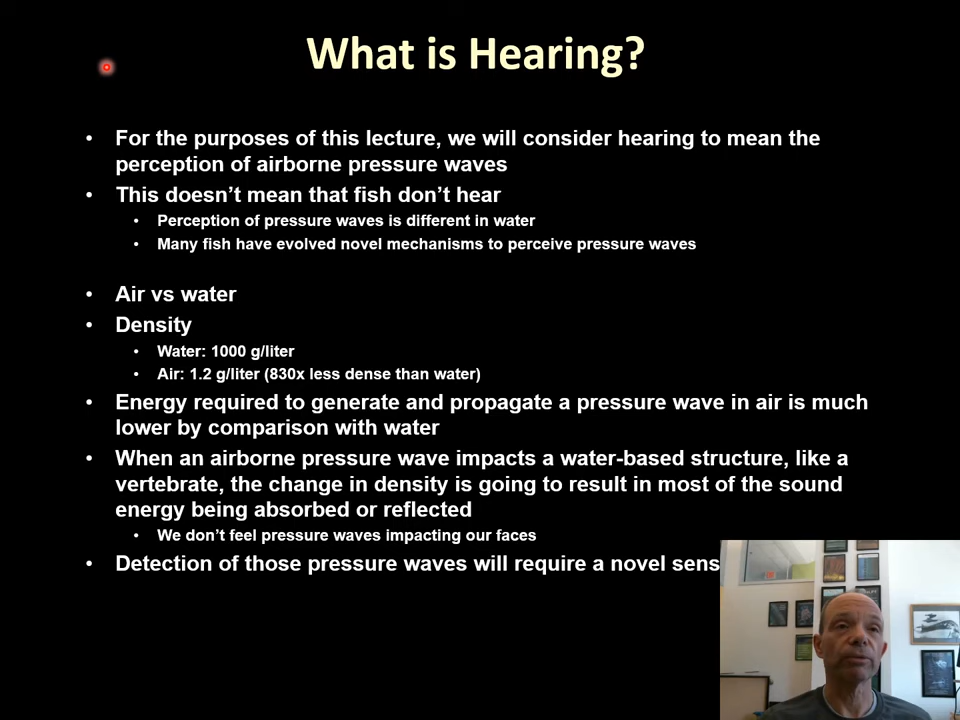 What is Hearing?
• For the purposes of this lecture, we will consider hearing to mean the
perception of airborne pressure waves
• This doesn't mean that fish don't hear
• Perception of pressure waves is different in water
• Many fish have evolved novel mechanisms to perceive pressure waves
• Air vs water
• Density
• Water: 1000 g/liter
• Air: 1.2 g/liter (830x less dense than water)
• Energy required to generate and propagate a pressure wave in air is much
lower by comparison with water
• When an airborne pressure wave impacts a water-based structure, like a
vertebrate, the change in density is going to result in most of the sound
energy being absorbed or reflected
• We don't feel pressure waves impacting our faces
• Detection of those pressure waves will require a novel sens